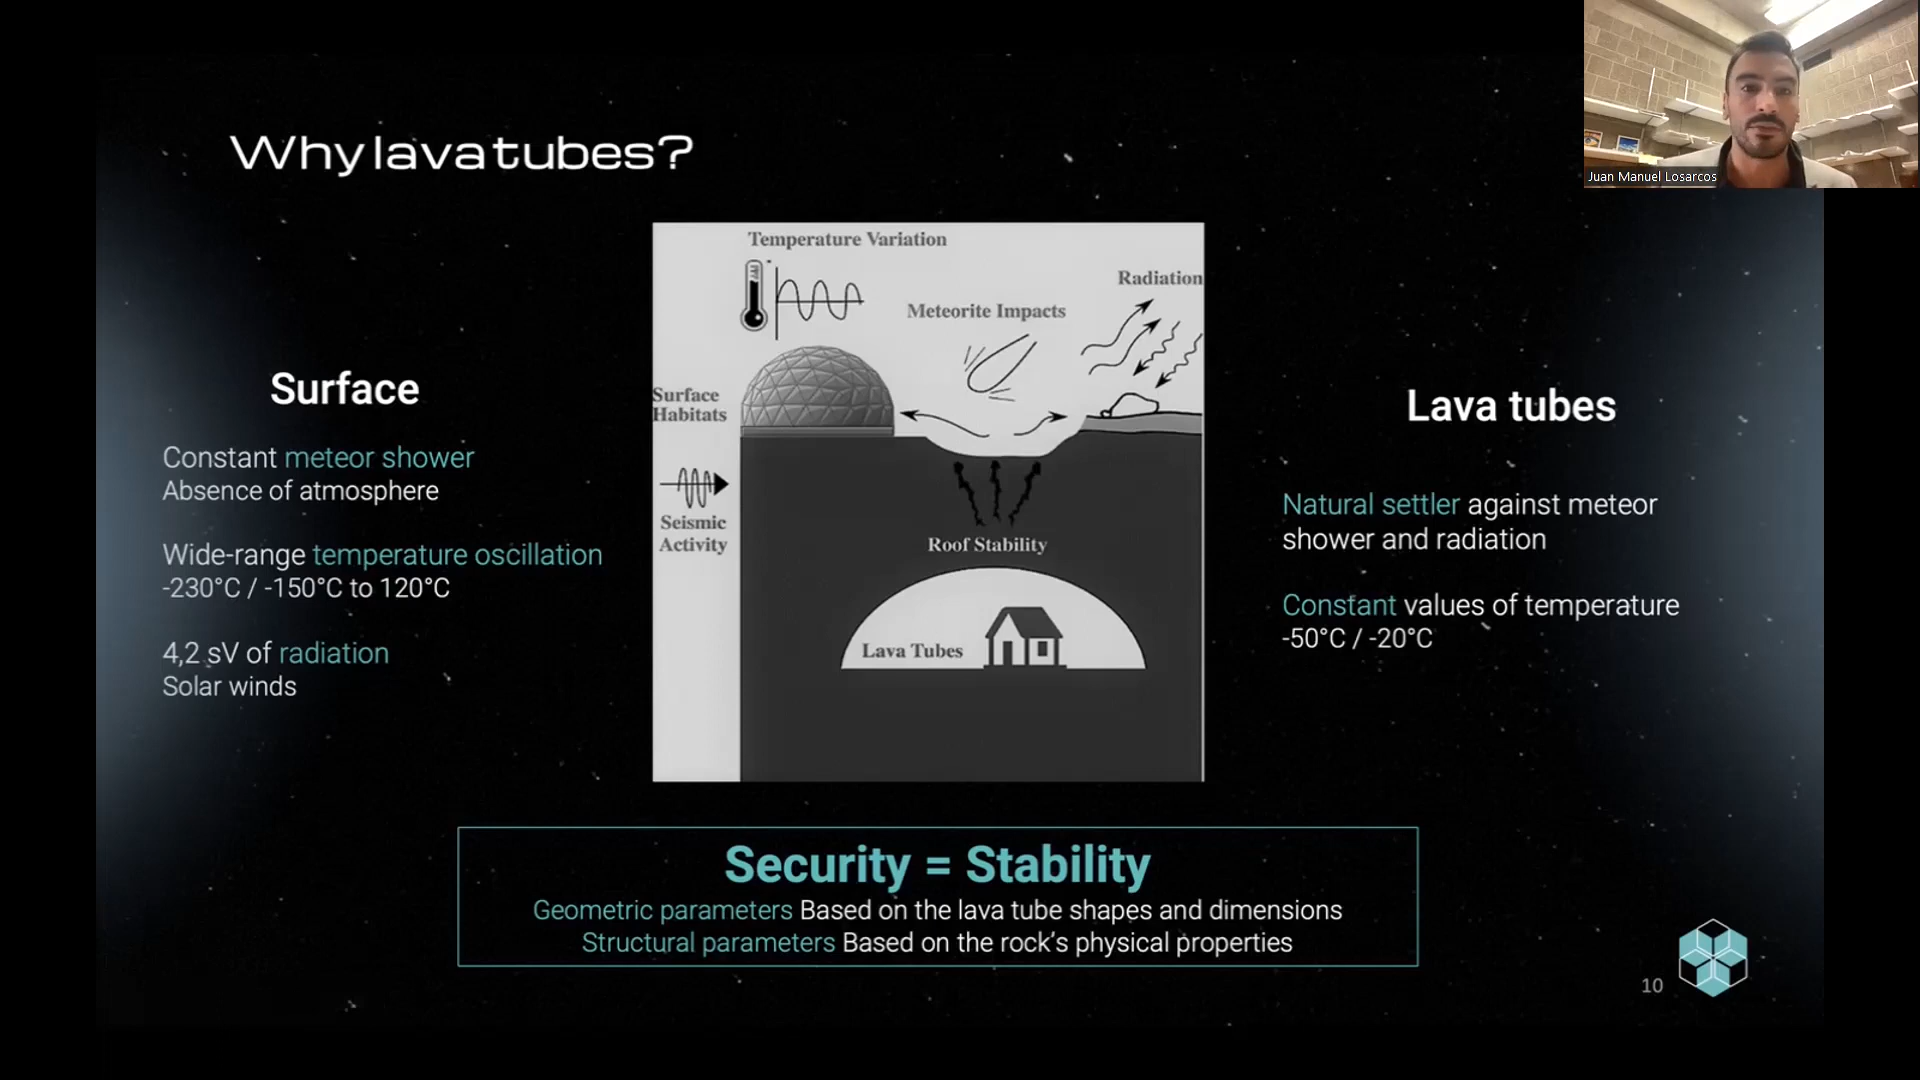 Why lava tubes?
Juan Manuel Losarcos
Surface
Constant meteor shower
Absence of atmosphere
Wide-range temperature oscillation
-230°C / -150°C to 120°C
4,2 sV of radiation
Solar winds
Temperature Variation
Radiation
Meteorite Impacts
Surface
Habitats
Seismic
Activity
Roof Stability
Lava Tubes
Lava tubes
Natural settler against meteor
shower and radiation
Constant values of temperature
-50°C / -20°C
Security = Stability
Geometric parameters Based on the lava tube shapes and dimensions
Structural parameters Based on the rock’s physical properties
10